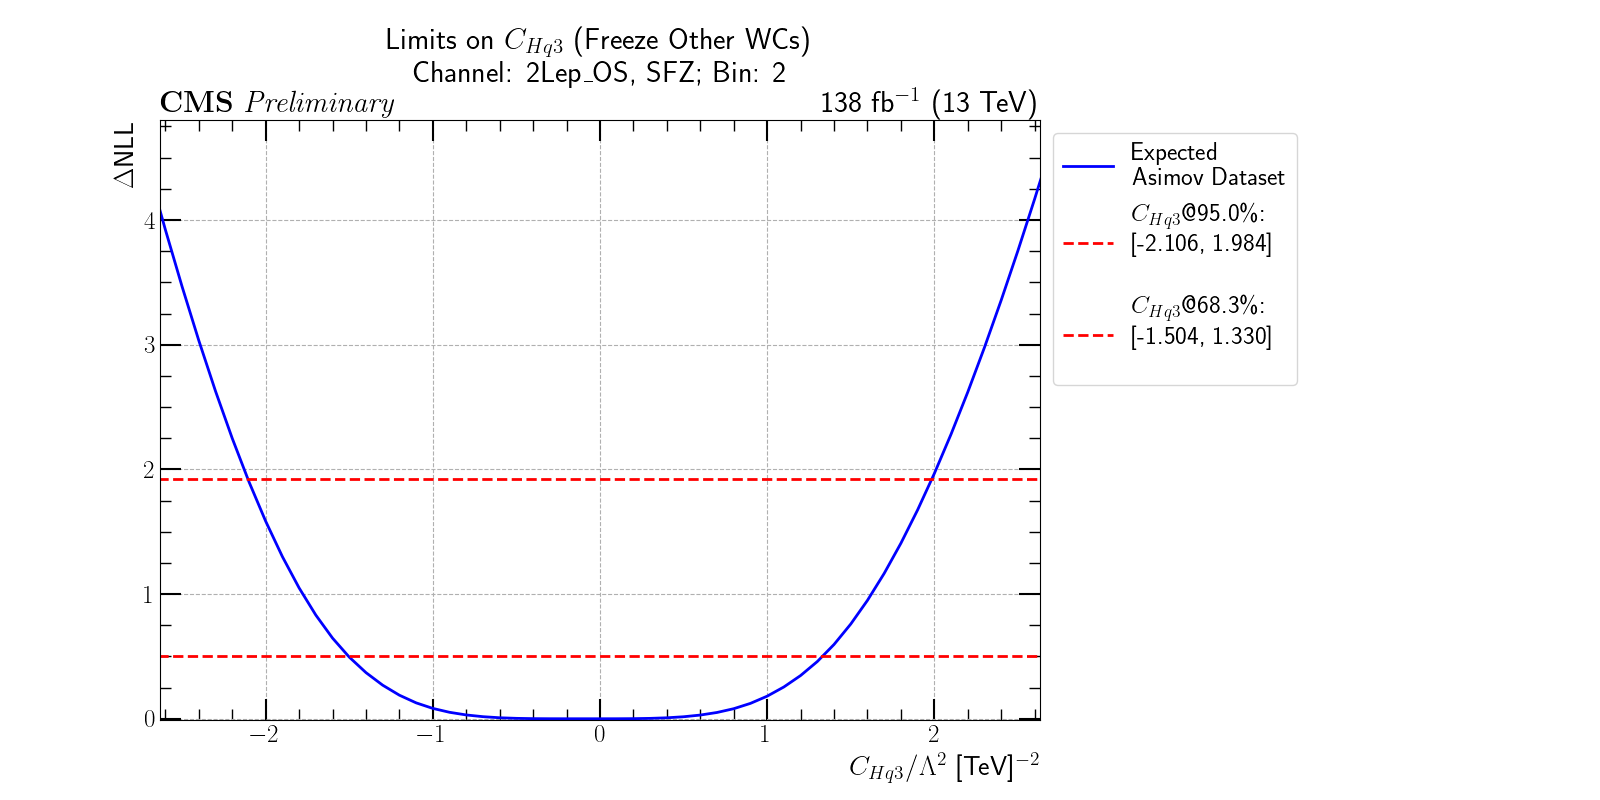 Limits on C_{Hq3} (Freeze Other WCs)
Channel: 2Lep_OS, SFZ; Bin: 2
CMS Preliminary
138 fb⁻¹ (13 TeV)
ΔNLL
4
3
2
1
0
−2
−1
0
1
2
C_{Hq3}/Λ² [TeV]⁻²
Expected
Asimov Dataset
C_{Hq3}@95.0%:
[-2.106, 1.984]
C_{Hq3}@68.3%:
[-1.504, 1.330]